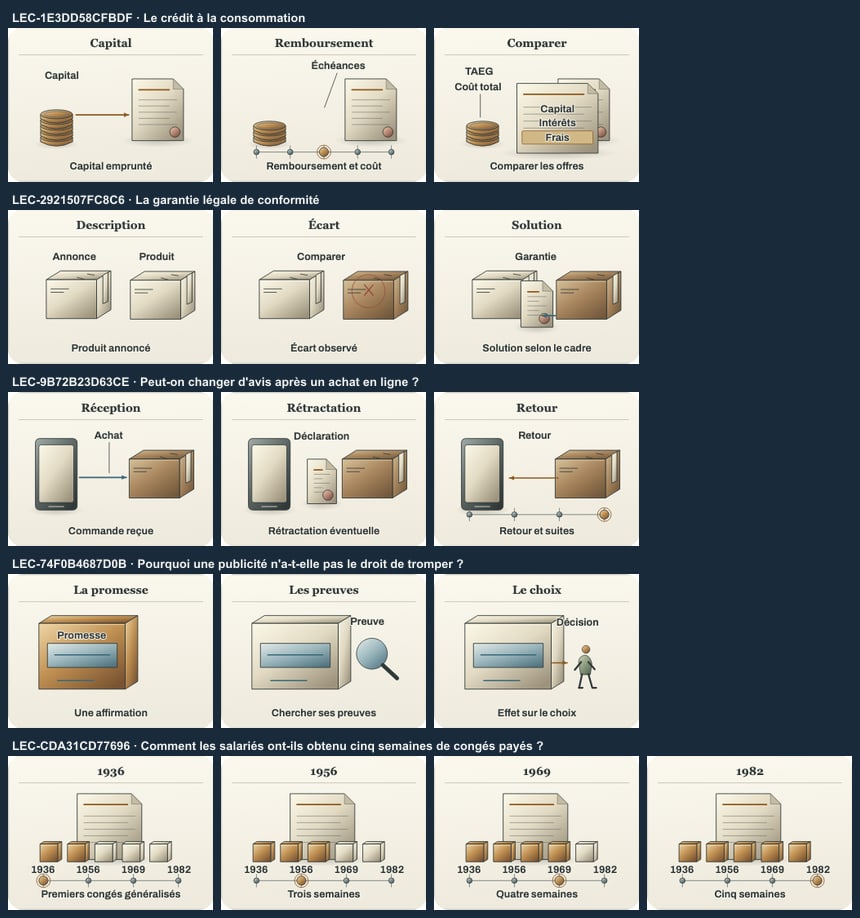 LEC-1E3DD58CFBDF · Le crédit à la consommation
Capital
Capital
Capital emprunté
Remboursement
Échéances
Remboursement et coût
Comparer
TAEG
Coût total
Capital
Intérêts
Frais
Comparer les offres
LEC-2921507FC8C6 · La garantie légale de conformité
Description
Annonce
Produit
Produit annoncé
Écart
Comparer
Écart observé
Solution
Garantie
Solution selon le cadre
LEC-9B72B23D63CE · Peut-on changer d'avis après un achat en ligne ?
Réception
Achat
Commande reçue
Rétractation
Déclaration
Rétractation éventuelle
Retour
Retour
Retour et suites
LEC-74F0B4687D0B · Pourquoi une publicité n'a-t-elle pas le droit de tromper ?
La promesse
Promesse
Une affirmation
Les preuves
Preuve
Chercher ses preuves
Le choix
Décision
Effet sur le choix
LEC-CDA31CD77696 · Comment les salariés ont-ils obtenu cinq semaines de congés payés ?
1936
1936 1956 1969 1982
Premiers congés généralisés
1956
1936 1956 1969 1982
Trois semaines
1969
1936 1956 1969 1982
Quatre semaines
1982
1936 1956 1969 1982
Cinq semaines